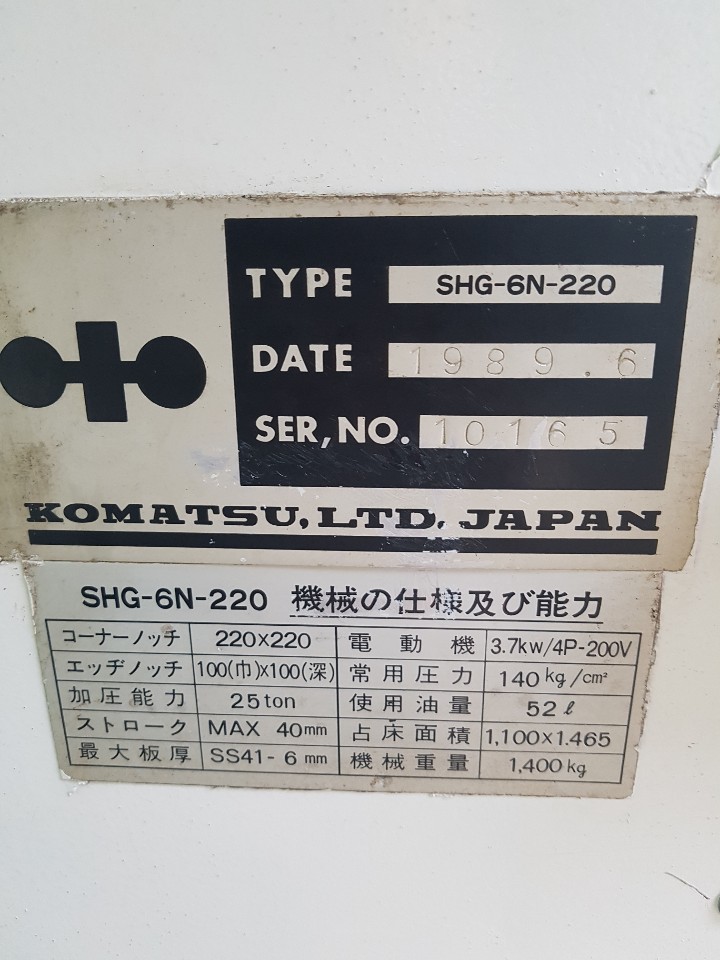 TYPE SHG-6N-220
DATE 1989.6
SER, NO. 10165
KOMATSU, LTD. JAPAN
SHG-6N-220 機械の仕様及び能力
コーナーノッチ 220×220 電動機 3.7kw/4P-200V
エッヂノッチ 100(巾)×100(深) 常用圧力 140kg/cm²
加圧能力 25ton 使用油量 52ℓ
ストローク MAX 40mm 占床面積 1,100×1.465
最大板厚 SS41-6mm 機械重量 1,400kg